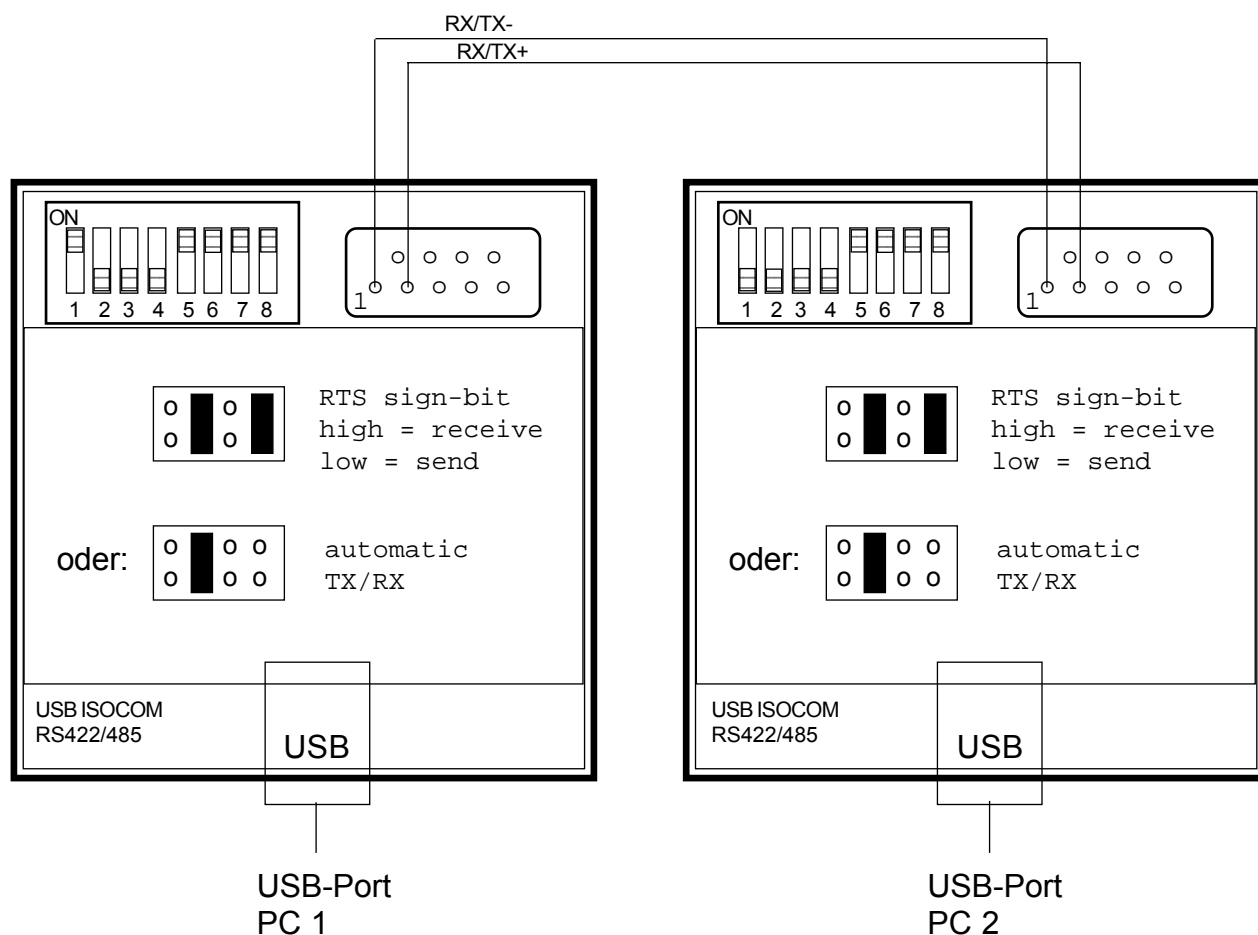 RX/TX-
RX/TX+
ON
1 2 3 4 5 6 7 8
1
ON
1 2 3 4 5 6 7 8
1
RTS sign-bit
high = receive
low = send
oder:
automatic
TX/RX
USB ISOCOM
RS422/485
USB
USB-Port
PC 1
RTS sign-bit
high = receive
low = send
oder:
automatic
TX/RX
USB ISOCOM
RS422/485
USB
USB-Port
PC 2